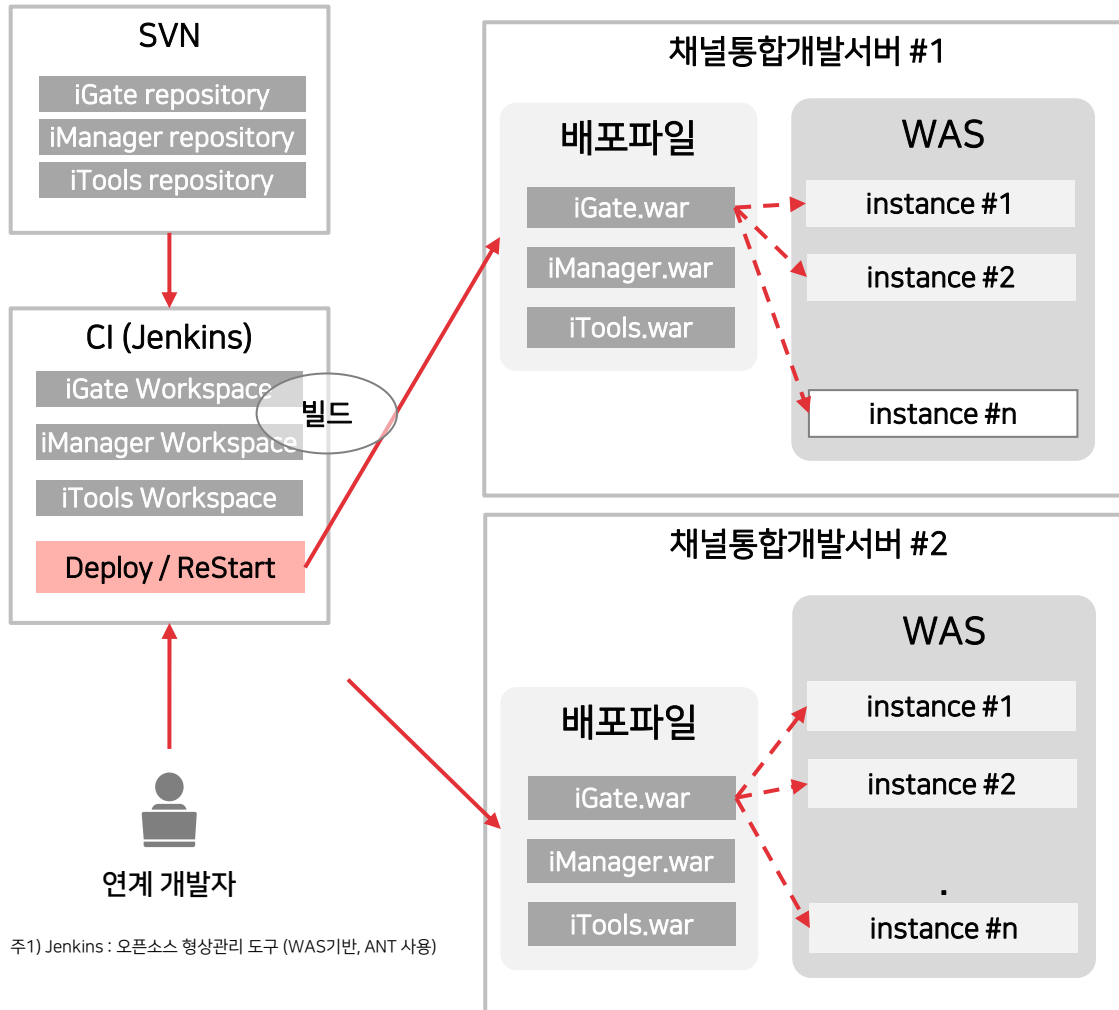 SVN
iGate repository
iManager repository
iTools repository
CI (Jenkins)
iGate Workspace
빌드
iManager Workspace
iTools Workspace
Deploy / ReStart
연계 개발자
주1) Jenkins : 오픈소스 형상관리 도구 (WAS기반, ANT 사용)
채널통합개발서버 #1
배포파일
iGate.war
iManager.war
iTools.war
WAS
instance #1
instance #2
instance #n
채널통합개발서버 #2
배포파일
iGate.war
iManager.war
iTools.war
WAS
instance #1
instance #2
.
instance #n